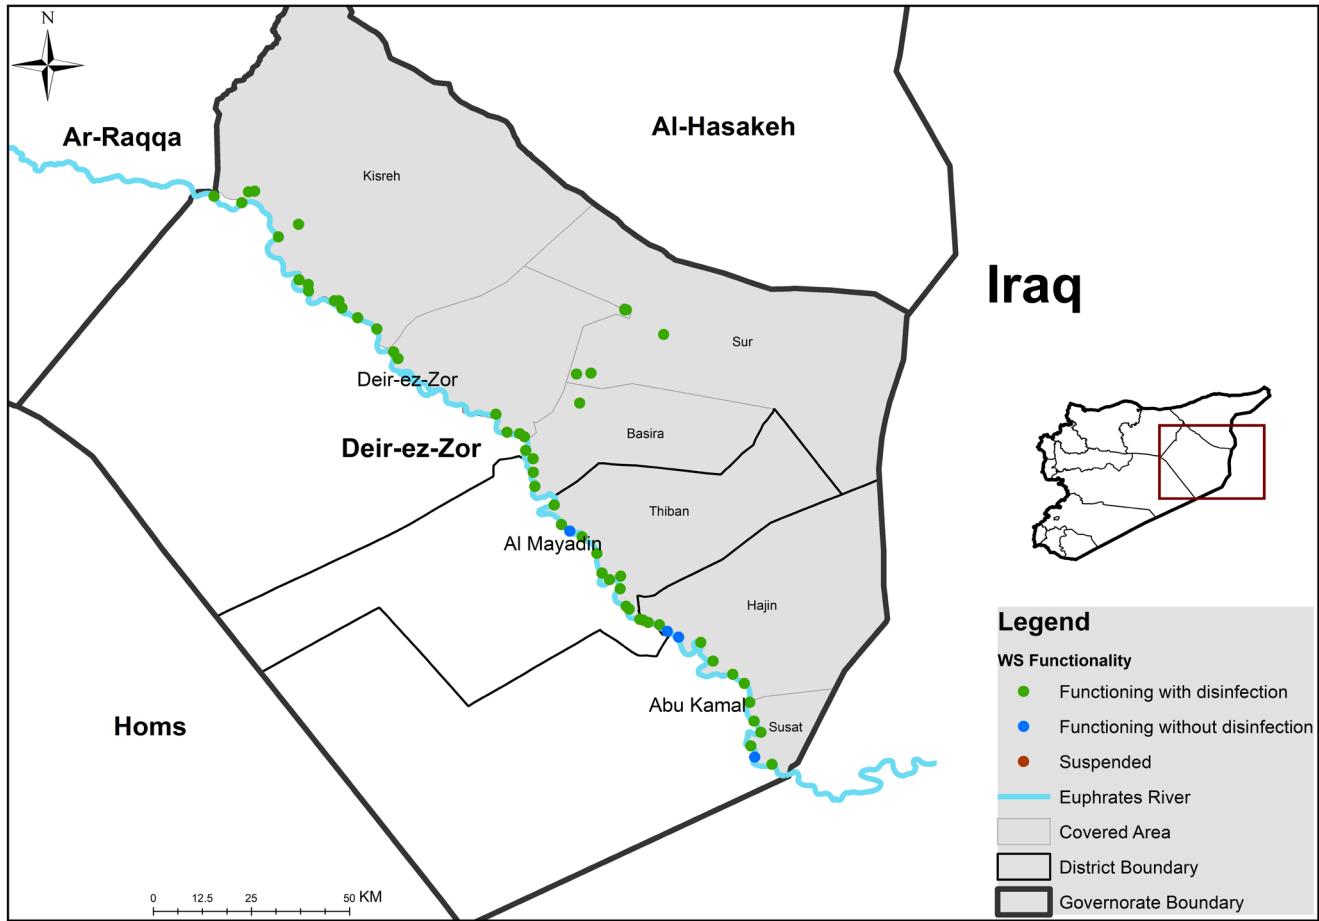 N
Ar-Raqqa
Al-Hasakeh
Kisreh
Iraq
Sur
Deir-ez-Zor
Basira
Deir-ez-Zor
Thiban
Al Mayadin
Hajin
Abu Kamal
Susat
Homs
Legend
WS Functionality
Functioning with disinfection
Functioning without disinfection
Suspended
Euphrates River
Covered Area
District Boundary
Governorate Boundary
0 12.5 25 50 KM